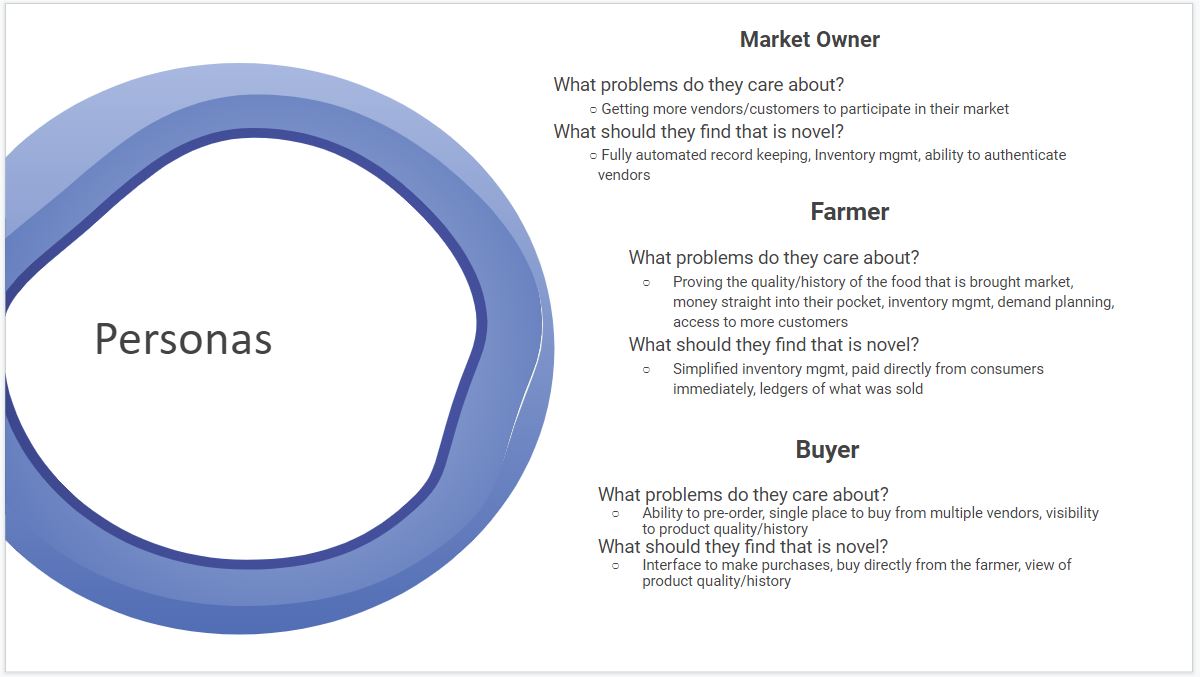 Personas
Market Owner
What problems do they care about?
○ Getting more vendors/customers to participate in their market
What should they find that is novel?
○ Fully automated record keeping, Inventory mgmt, ability to authenticate
vendors
Farmer
What problems do they care about?
○ Proving the quality/history of the food that is brought market,
money straight into their pocket, inventory mgmt, demand planning,
access to more customers
What should they find that is novel?
○ Simplified inventory mgmt, paid directly from consumers
immediately, ledgers of what was sold
Buyer
What problems do they care about?
○ Ability to pre-order, single place to buy from multiple vendors, visibility
to product quality/history
What should they find that is novel?
○ Interface to make purchases, buy directly from the farmer, view of
product quality/history